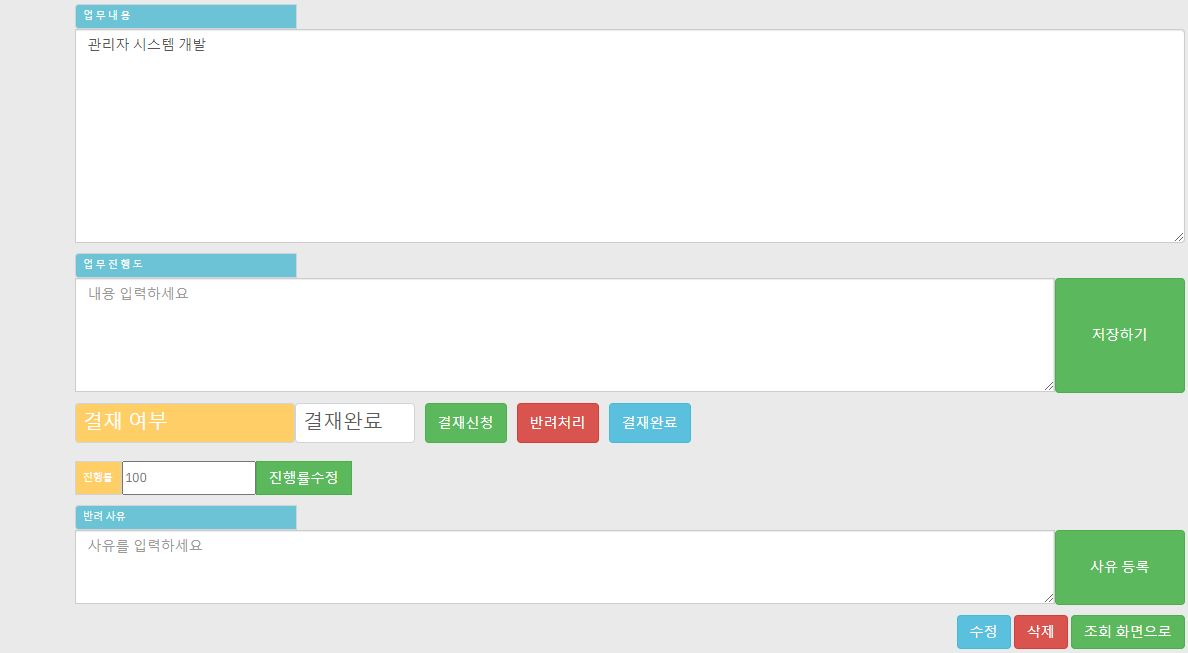 업무내용
관리자 시스템 개발
업무진행도
내용 입력하세요
저장하기
결재 여부
결재완료
결재신청
반려처리
결재완료
진행률
100
진행률수정
반려 사유
사유를 입력하세요
사유 등록
수정
삭제
조회 화면으로